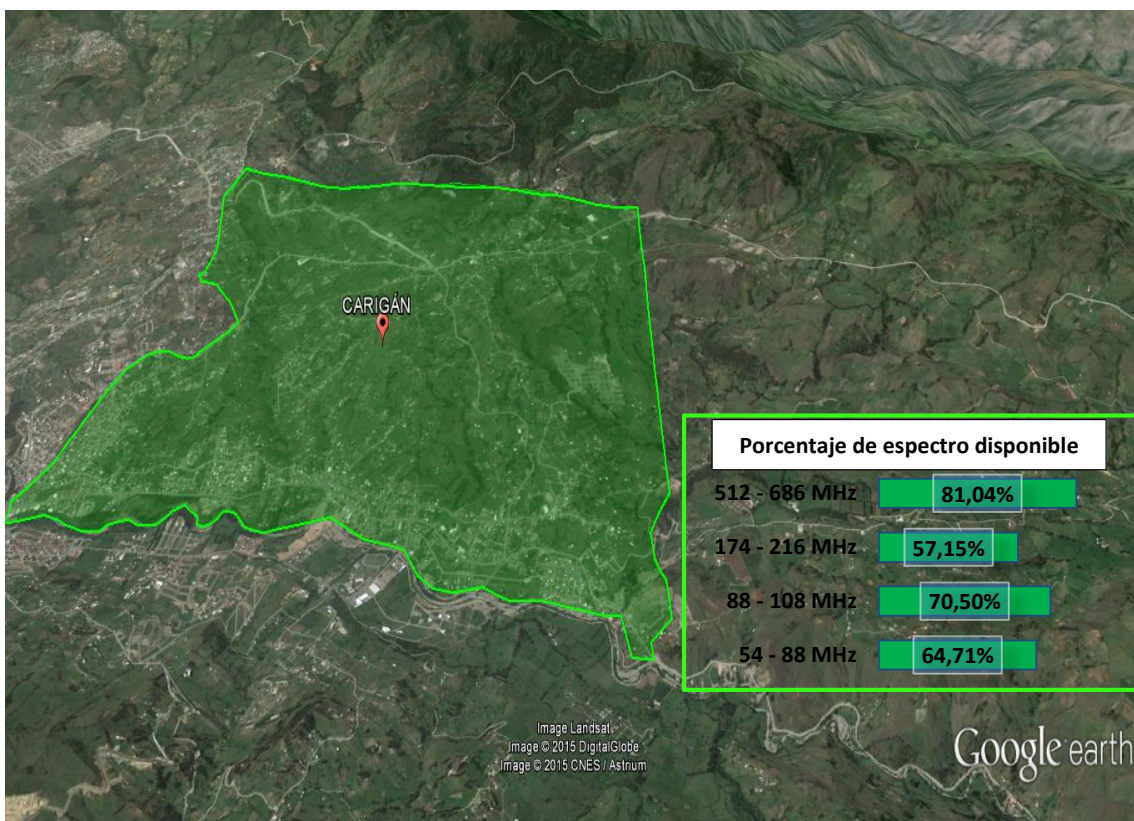 CARIGÁN
Porcentaje de espectro disponible
512 - 686 MHz 81,04%
174 - 216 MHz 57,15%
88 - 108 MHz 70,50%
54 - 88 MHz 64,71%
Image Landsat
Image © 2015 DigitalGlobe
Image © 2015 CNES / Astrium
Google earth